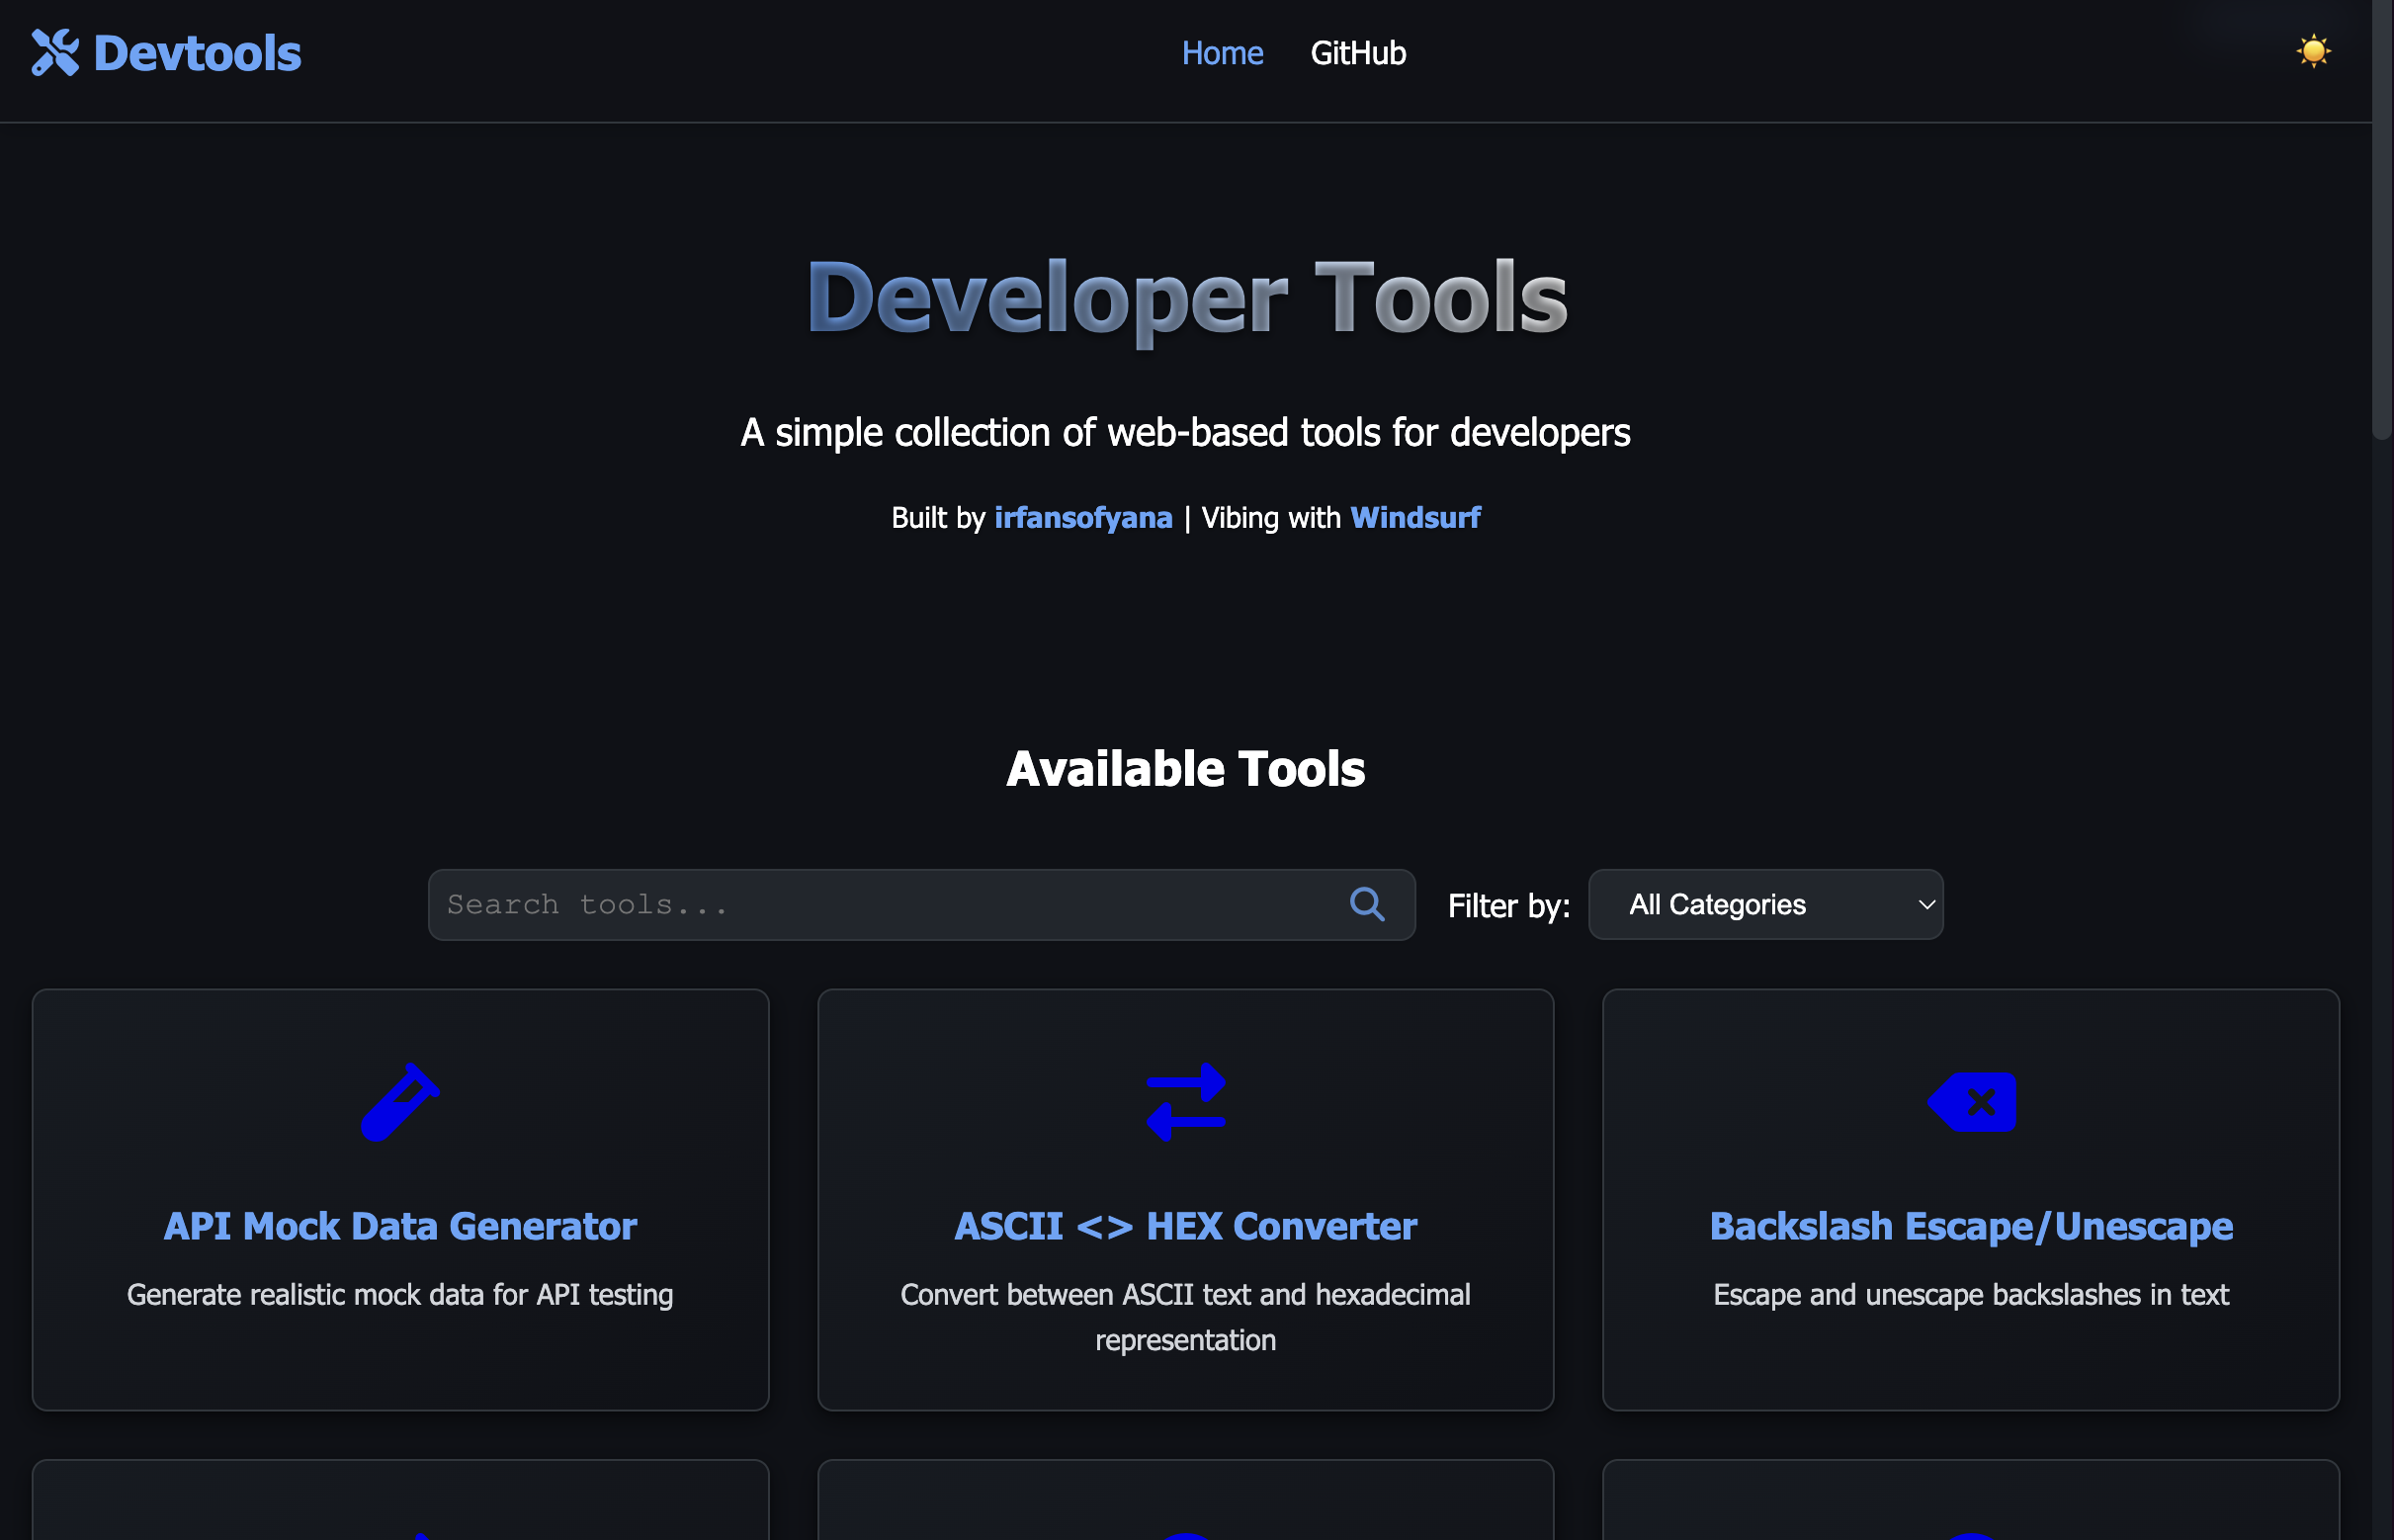 Devtools
Home
GitHub
Developer Tools
A simple collection of web-based tools for developers
Built by irfansofyana | Vibing with Windsurf
Available Tools
Search tools...
Filter by:
All Categories
API Mock Data Generator
Generate realistic mock data for API testing
ASCII <> HEX Converter
Convert between ASCII text and hexadecimal
representation
Backslash Escape/Unescape
Escape and unescape backslashes in text